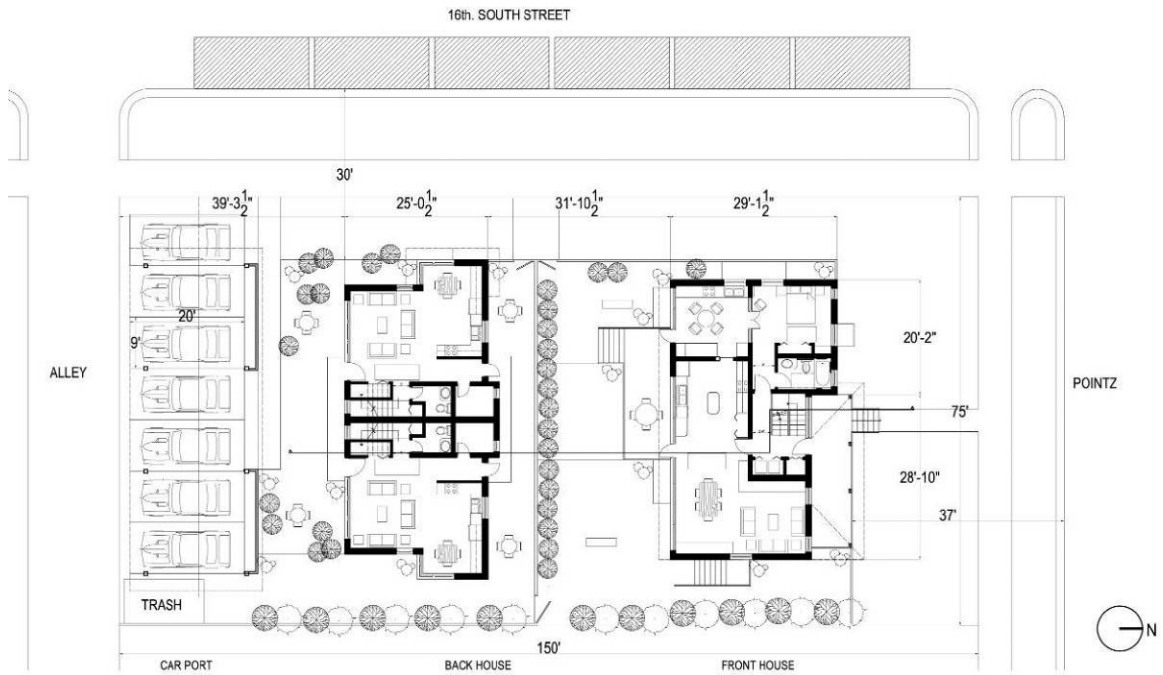 16th. SOUTH STREET
30'
39'-3 1/2"
25'-0 1/2"
31'-10 1/2"
29'-1 1/2"
20'
9'
20'-2"
ALLEY
POINTZ
75'
28'-10"
37'
TRASH
N
150'
CAR PORT
BACK HOUSE
FRONT HOUSE